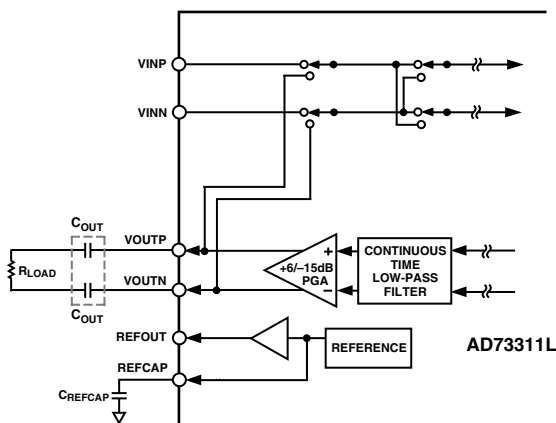 VINP
VINN
COUT
VOUTP
RLOAD
VOUTN
COUT
+6/–15dB
PGA
+
–
CONTINUOUS
TIME
LOW-PASS
FILTER
REFOUT
REFERENCE
REFCAP
CREFCAP
AD73311L